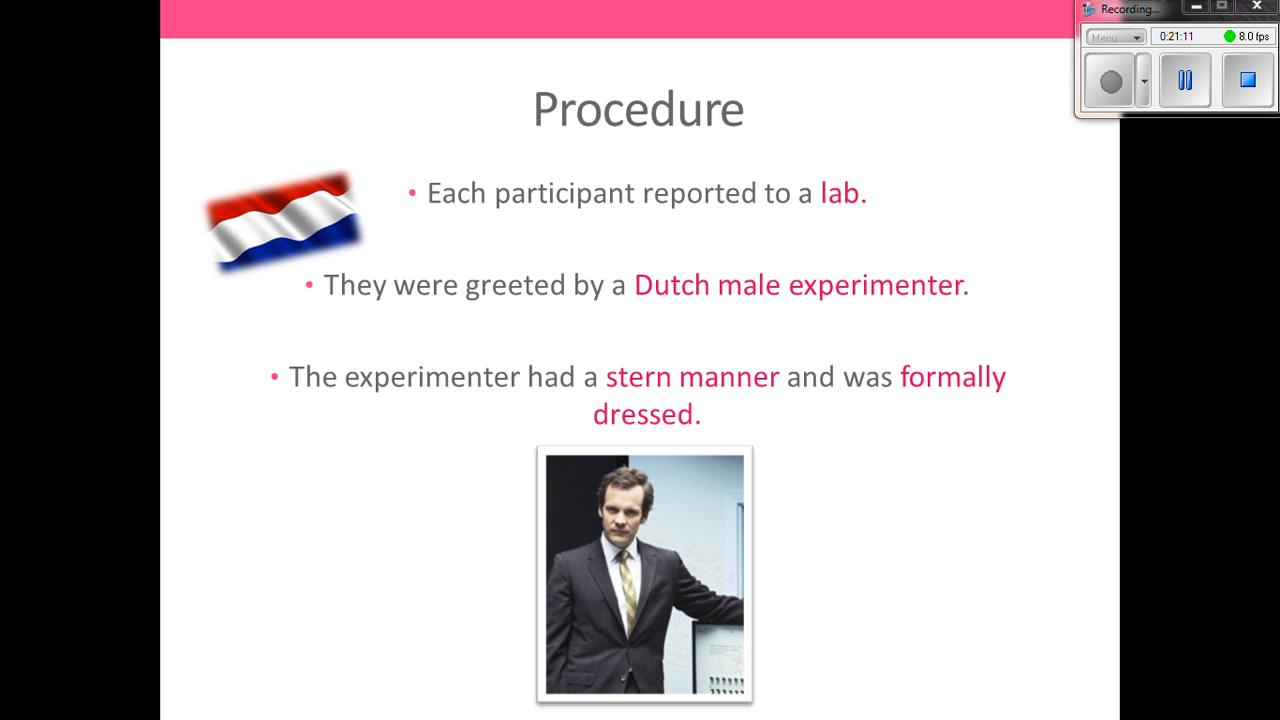 Recording...
Menu
0:21:11
8.0 fps
Procedure
• Each participant reported to a lab.
• They were greeted by a Dutch male experimenter.
• The experimenter had a stern manner and was formally
dressed.